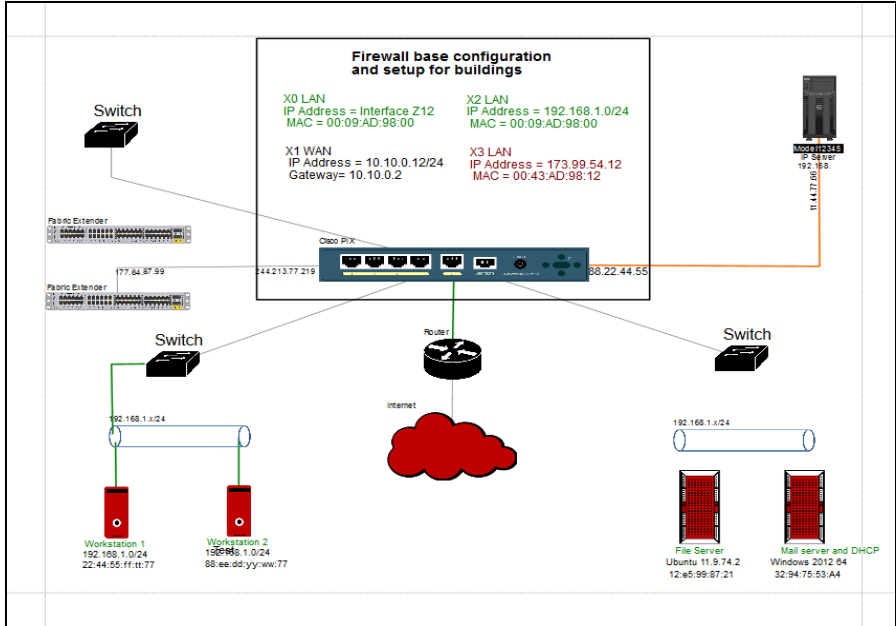 Firewall base configuration
and setup for buildings
X0 LAN
IP Address = Interface Z12
MAC = 00:09:AD:98:00
X2 LAN
IP Address = 192.168.1.0/24
MAC = 00:09:AD:98:00
X1 WAN
IP Address = 10.10.0.12/24
Gateway= 10.10.0.2
X3 LAN
IP Address = 173.99.54.12
MAC = 00:43:AD:98:12
Switch
Model12345
IP Server
192.168.
11.44.77.66
Fabric Extender
Cisco PIX
177.64.87.99
244.213.77.219
88.22.44.55
Fabric Extender
Switch
Router
Switch
Internet
192.168.1.x/24
192.168.1.x/24
Workstation 1
192.168.1.0/24
22:44:55:ff:tt:77
Workstation 2
Test
192.168.1.0/24
88:ee:dd:yy:ww:77
File Server
Ubuntu 11.9.74.2
12:e5:99:87:21
Mail server and DHCP
Windows 2012 64
32:94:75:53:A4